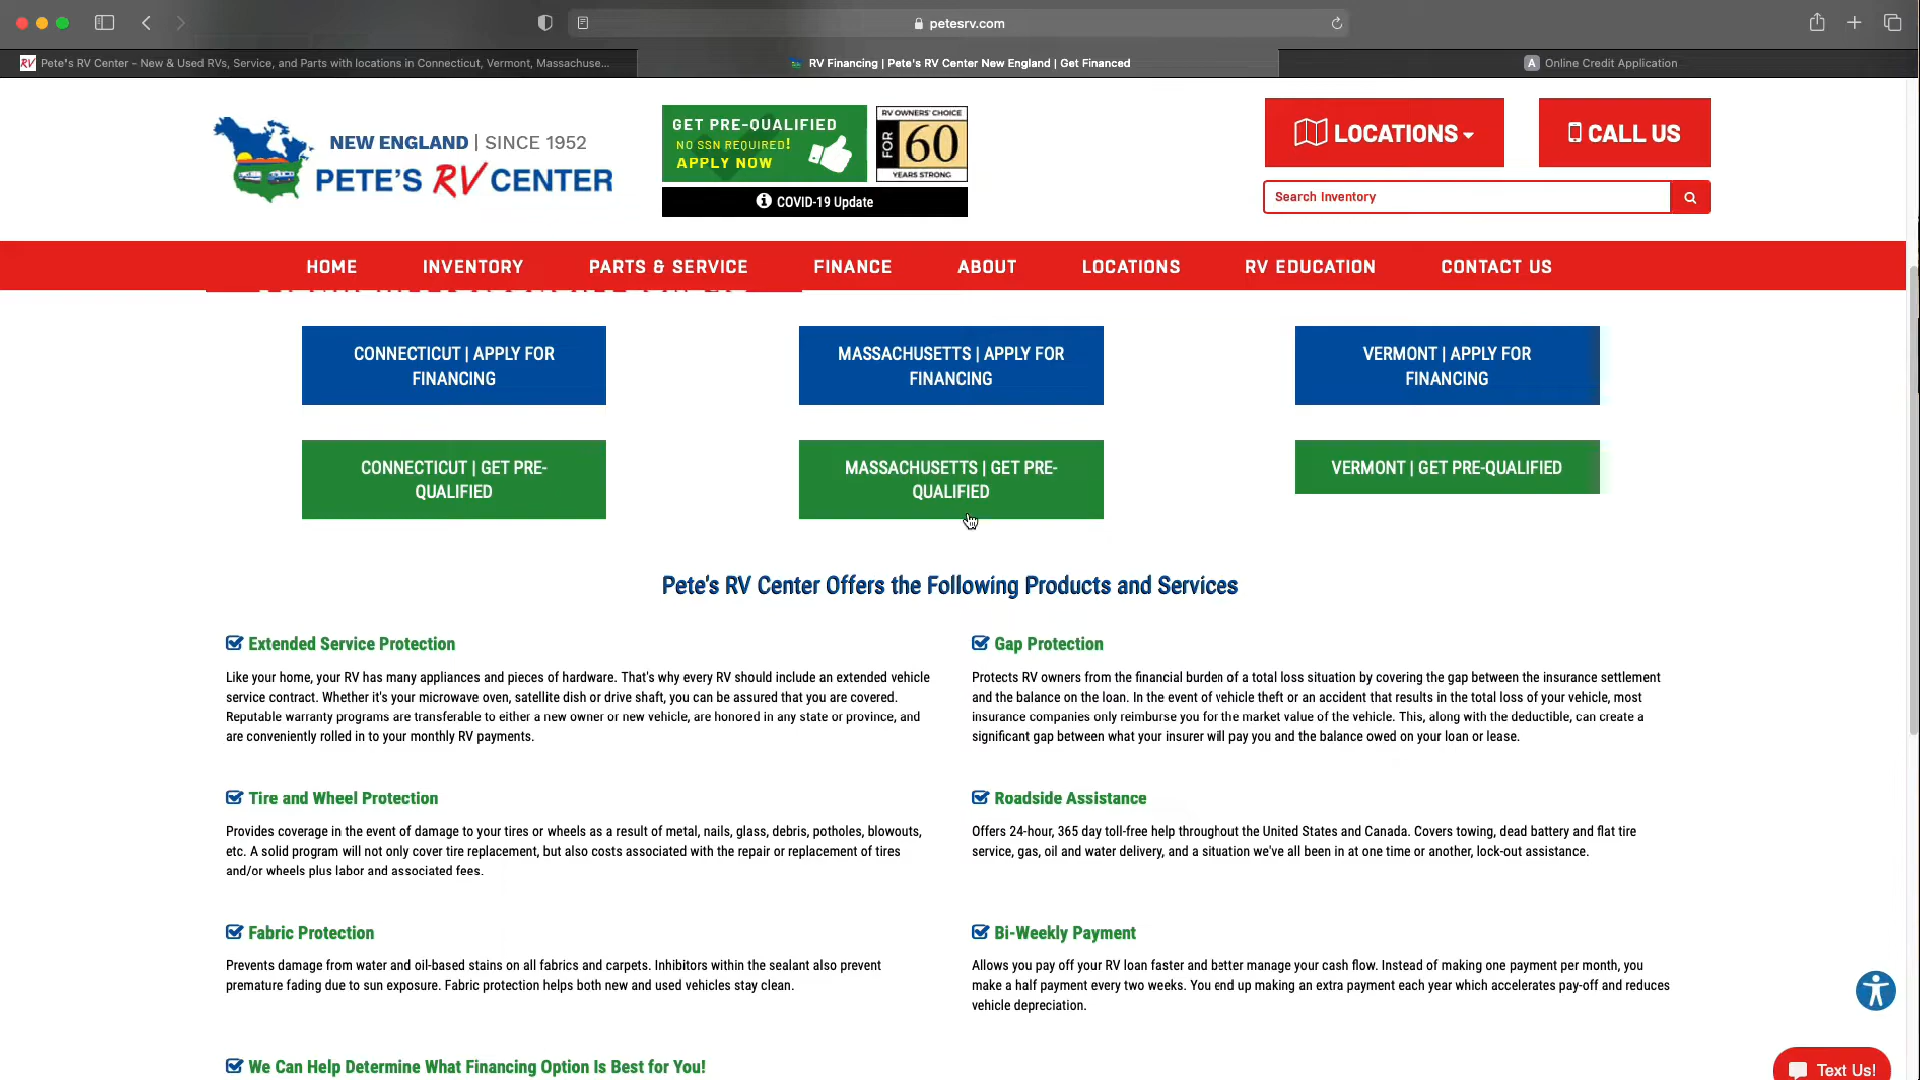 petesrv.com
RV Pete's RV Center – New & Used RVs, Service, and Parts with locations in Connecticut, Vermont, Massachuse...
RV Financing | Pete's RV Center New England | Get Financed
A Online Credit Application
NEW ENGLAND | SINCE 1952
PETE'S RV CENTER
GET PRE-QUALIFIED
NO SSN REQUIRED!
APPLY NOW
RV OWNERS' CHOICE
FOR 60
YEARS STRONG
COVID-19 Update
LOCATIONS
CALL US
Search Inventory
HOME INVENTORY PARTS & SERVICE FINANCE ABOUT LOCATIONS RV EDUCATION CONTACT US
CONNECTICUT | APPLY FOR
FINANCING
MASSACHUSETTS | APPLY FOR
FINANCING
VERMONT | APPLY FOR
FINANCING
CONNECTICUT | GET PRE-
QUALIFIED
MASSACHUSETTS | GET PRE-
QUALIFIED
VERMONT | GET PRE-QUALIFIED
Pete's RV Center Offers the Following Products and Services
Extended Service Protection
Like your home, your RV has many appliances and pieces of hardware. That's why every RV should include an extended vehicle
service contract. Whether it's your microwave oven, satellite dish or drive shaft, you can be assured that you are covered.
Reputable warranty programs are transferable to either a new owner or new vehicle, are honored in any state or province, and
are conveniently rolled in to your monthly RV payments.
Gap Protection
Protects RV owners from the financial burden of a total loss situation by covering the gap between the insurance settlement
and the balance on the loan. In the event of vehicle theft or an accident that results in the total loss of your vehicle, most
insurance companies only reimburse you for the market value of the vehicle. This, along with the deductible, can create a
significant gap between what your insurer will pay you and the balance owed on your loan or lease.
Tire and Wheel Protection
Provides coverage in the event of damage to your tires or wheels as a result of metal, nails, glass, debris, potholes, blowouts,
etc. A solid program will not only cover tire replacement, but also costs associated with the repair or replacement of tires
and/or wheels plus labor and associated fees.
Roadside Assistance
Offers 24-hour, 365 day toll-free help throughout the United States and Canada. Covers towing, dead battery and flat tire
service, gas, oil and water delivery, and a situation we've all been in at one time or another, lock-out assistance.
Fabric Protection
Prevents damage from water and oil-based stains on all fabrics and carpets. Inhibitors within the sealant also prevent
premature fading due to sun exposure. Fabric protection helps both new and used vehicles stay clean.
Bi-Weekly Payment
Allows you pay off your RV loan faster and better manage your cash flow. Instead of making one payment per month, you
make a half payment every two weeks. You end up making an extra payment each year which accelerates pay-off and reduces
vehicle depreciation.
We Can Help Determine What Financing Option Is Best for You!
Text Us!